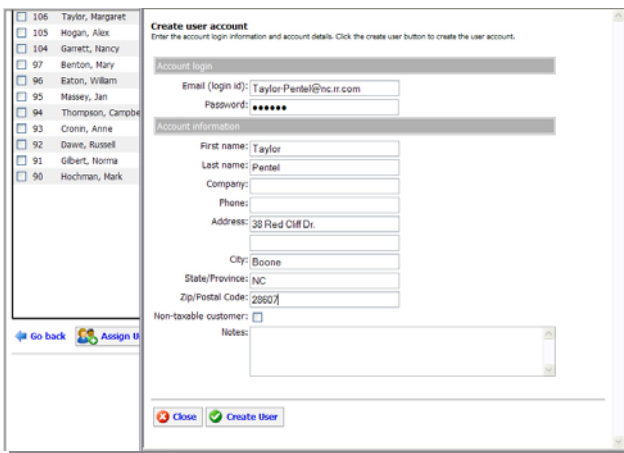 106 Taylor, Margaret
105 Hogan, Alex
104 Garrett, Nancy
97 Benton, Mary
96 Eaton, William
95 Massey, Jan
94 Thompson, Campbe
93 Cronin, Anne
92 Dawe, Russell
91 Gilbert, Norma
90 Hochman, Mark
Go back Assign U
Create user account
Enter the account login information and account details. Click the create user button to create the user account.
Account login
Email (login id): Taylor-Pentel@nc.rr.com
Password: ••••••
Account information
First name: Taylor
Last name: Pentel
Company:
Phone:
Address: 38 Red Cliff Dr.
City: Boone
State/Province: NC
Zip/Postal Code: 28607
Non-taxable customer:
Notes:
Close Create User